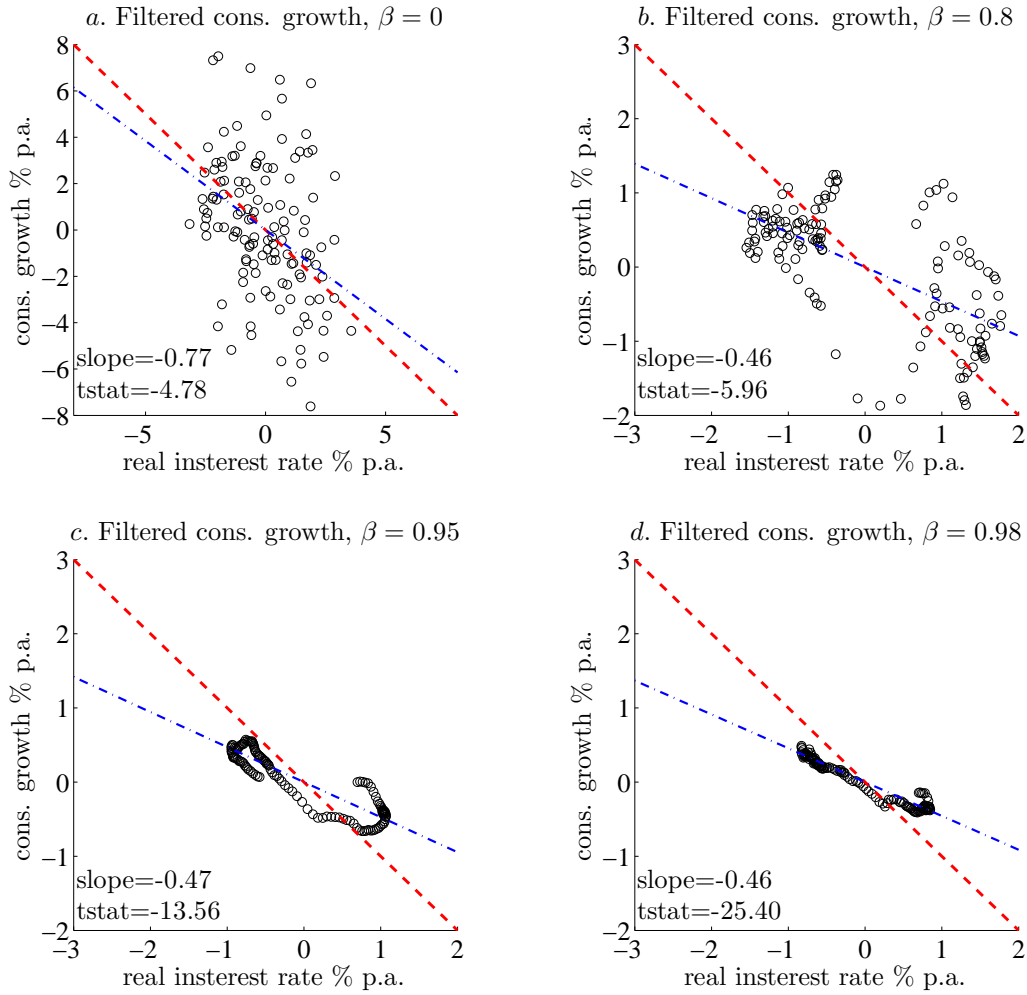 a. Filtered cons. growth, β = 0
8
6
4
2
0
−2
−4
−6
−8
cons. growth % p.a.
slope=-0.77
tstat=-4.78
−5
0
5
real insterest rate % p.a.
b. Filtered cons. growth, β = 0.8
3
2
1
0
−1
−2
cons. growth % p.a.
slope=-0.46
tstat=-5.96
−3
−2
−1
0
1
2
real insterest rate % p.a.
c. Filtered cons. growth, β = 0.95
3
2
1
0
−1
−2
cons. growth % p.a.
slope=-0.47
tstat=-13.56
−3
−2
−1
0
1
2
real insterest rate % p.a.
d. Filtered cons. growth, β = 0.98
3
2
1
0
−1
−2
cons. growth % p.a.
slope=-0.46
tstat=-25.40
−3
−2
−1
0
1
2
real insterest rate % p.a.